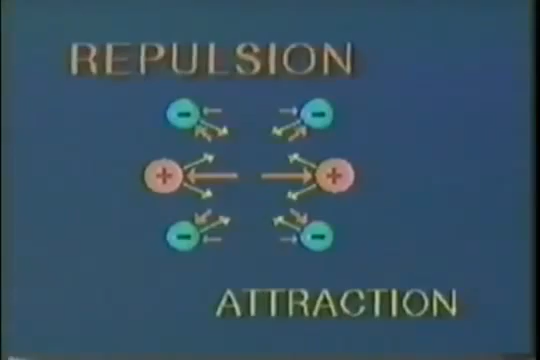 REPULSION
- -
+ +
- -
ATTRACTION